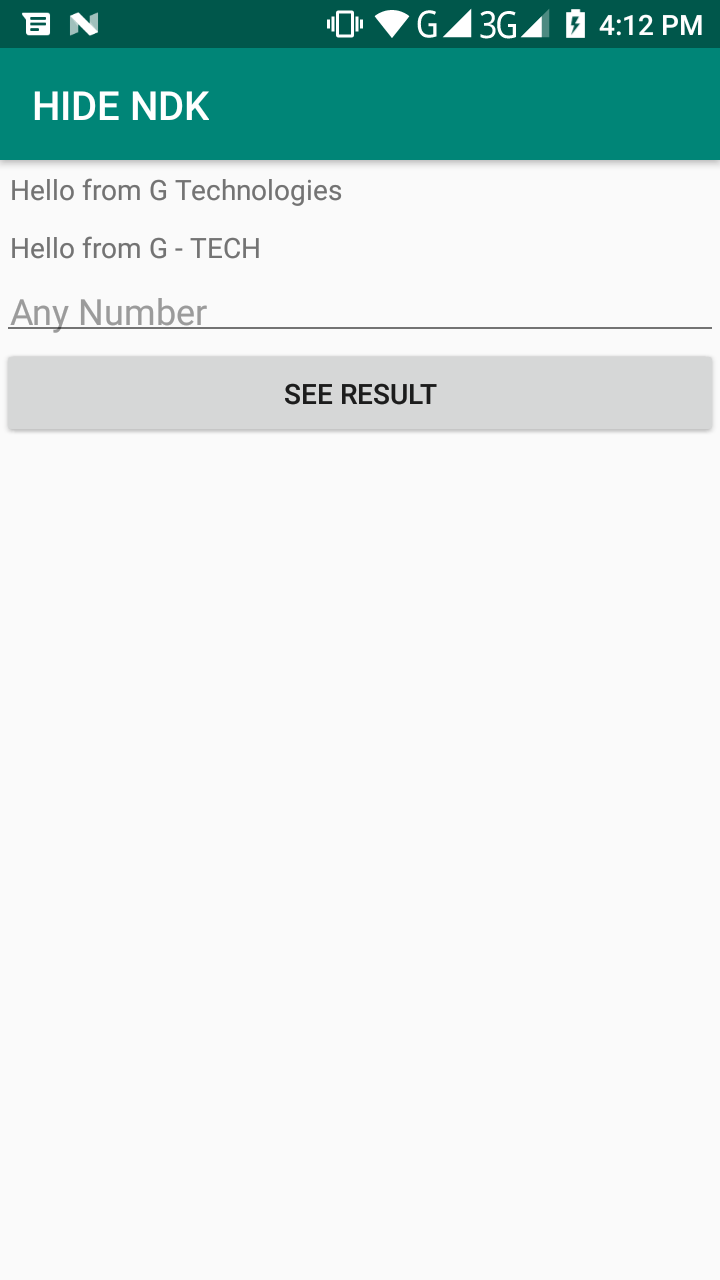 G 3G 4:12 PM
HIDE NDK
Hello from G Technologies
Hello from G - TECH
Any Number
SEE RESULT